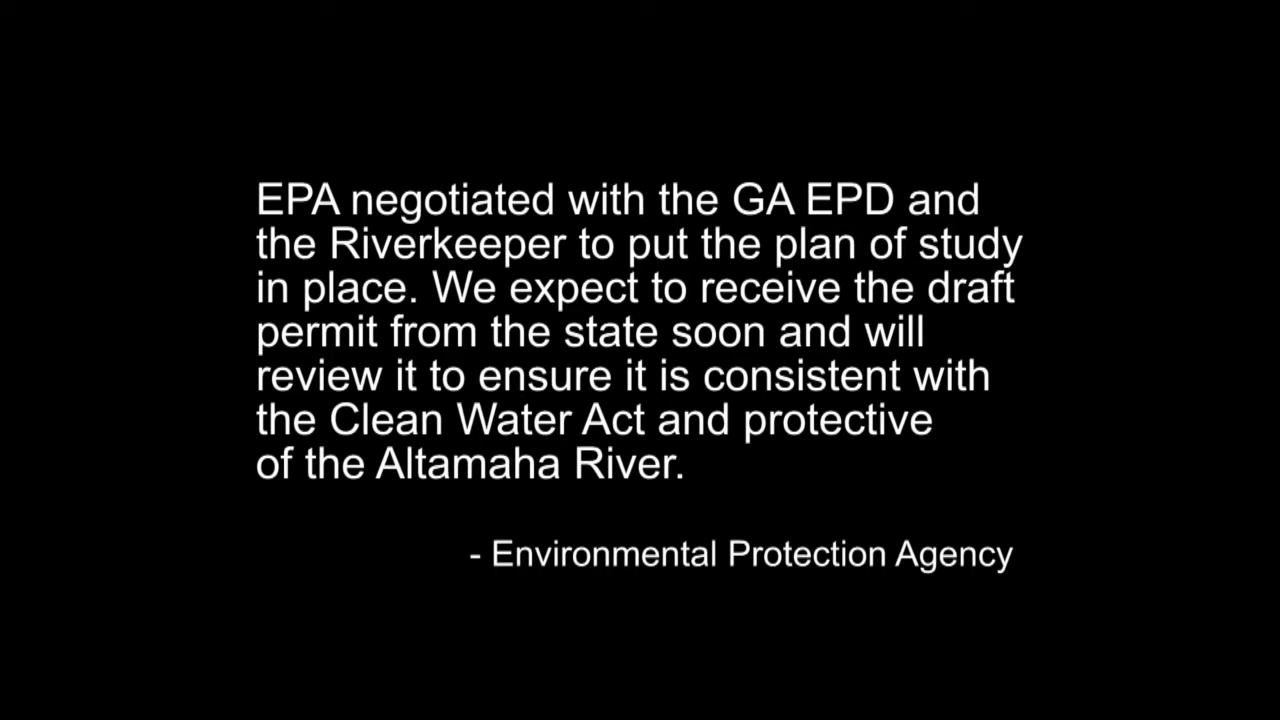 EPA negotiated with the GA EPD and
the Riverkeeper to put the plan of study
in place. We expect to receive the draft
permit from the state soon and will
review it to ensure it is consistent with
the Clean Water Act and protective
of the Altamaha River.
- Environmental Protection Agency